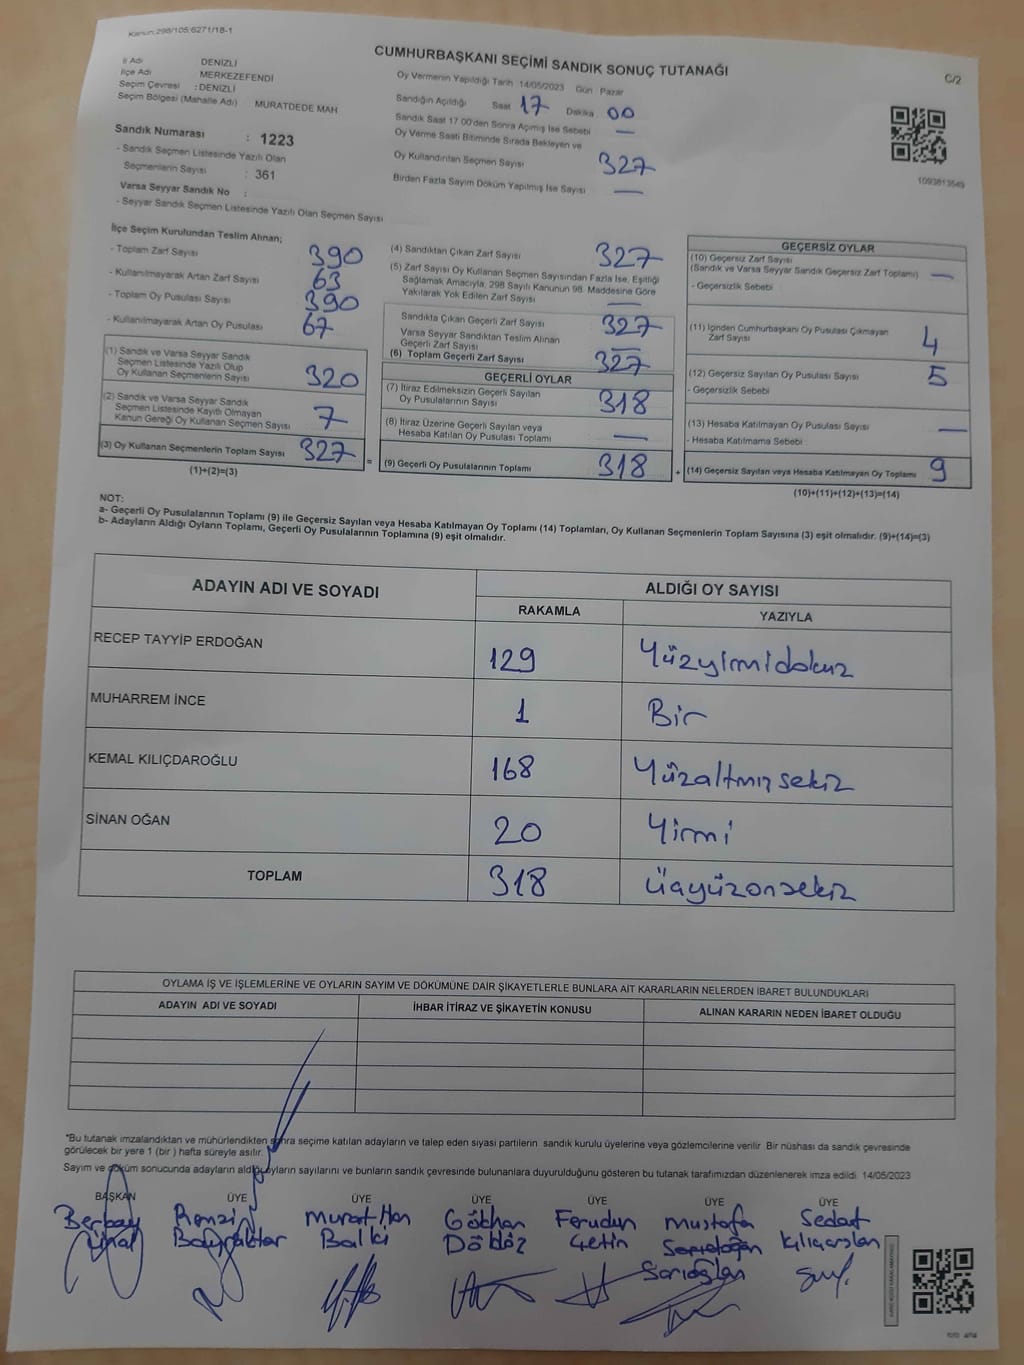 Kanun:298/105;6271/18-1
CUMHURBAŞKANI SEÇİMİ SANDIK SONUÇ TUTANAĞI
C/2
İl Adı DENİZLİ
İlçe Adı MERKEZEFENDİ
Seçim Çevresi : DENİZLİ
Seçim Bölgesi (Mahalle Adı) MURATDEDE MAH
Sandık Numarası : 1223
- Sandık Seçmen Listesinde Yazılı Olan
Seçmenlerin Sayısı : 361
Varsa Seyyar Sandık No :
- Seyyar Sandık Seçmen Listesinde Yazılı Olan Seçmen Sayısı
Oy Vermenin Yapıldığı Tarih 14/05/2023 Gün Pazar
Sandığın Açıldığı Saat 17 Dakika 00
Sandık Saat 17.00'den Sonra Açımış İse Sebebi —
Oy Verme Saati Bitiminde Sırada Bekleyen ve
Oy Kullandırılan Seçmen Sayısı 327
Birden Fazla Sayım Döküm Yapılmış İse Sayısı —
1093813549
İlçe Seçim Kurulundan Teslim Alınan;
- Toplam Zarf Sayısı 390
- Kullanılmayarak Artan Zarf Sayısı 63
- Toplam Oy Pusulası Sayısı 390
- Kullanılmayarak Artan Oy Pusulası 67
(1) Sandık ve Varsa Seyyar Sandık
Seçmen Listesinde Yazılı Olup
Oy Kullanan Seçmenlerin Sayısı 320
(2) Sandık ve Varsa Seyyar Sandık
Seçmen Listesinde Kayıtlı Olmayan
Kanun Gereği Oy Kullanan Seçmen Sayısı 7
(3) Oy Kullanan Seçmenlerin Toplam Sayısı 327
(1)+(2)=(3)
=
(4) Sandıktan Çıkan Zarf Sayısı 327
(5) Zarf Sayısı Oy Kullanan Seçmen Sayısından Fazla İse, Eşitliği
Sağlamak Amacıyla, 298 Sayılı Kanunun 98. Maddesine Göre
Yakılarak Yok Edilen Zarf Sayısı —
Sandıkta Çıkan Geçerli Zarf Sayısı 327
Varsa Seyyar Sandıktan Teslim Alınan
Geçerli Zarf Sayısı —
(6) Toplam Geçerli Zarf Sayısı 327
GEÇERLİ OYLAR
(7) İtiraz Edilmeksizin Geçerli Sayılan
Oy Pusulalarının Sayısı 318
(8) İtiraz Üzerine Geçerli Sayılan veya
Hesaba Katılan Oy Pusulası Toplamı —
(9) Geçerli Oy Pusulalarının Toplamı 318
+
GEÇERSİZ OYLAR
(10) Geçersiz Zarf Sayısı
(Sandık ve Varsa Seyyar Sandık Geçersiz Zarf Toplamı) —
- Geçersizlik Sebebi
(11) İçinden Cumhurbaşkanı Oy Pusulası Çıkmayan
Zarf Sayısı 4
(12) Geçersiz Sayılan Oy Pusulası Sayısı 5
- Geçersizlik Sebebi
(13) Hesaba Katılmayan Oy Pusulası Sayısı —
- Hesaba Katılmama Sebebi
(14) Geçersiz Sayılan veya Hesaba Katılmayan Oy Toplamı 9
(10)+(11)+(12)+(13)=(14)
NOT:
a- Geçerli Oy Pusulalarının Toplamı (9) ile Geçersiz Sayılan veya Hesaba Katılmayan Oy Toplamı (14) Toplamları, Oy Kullanan Seçmenlerin Toplam Sayısına (3) eşit olmalıdır. (9)+(14)=(3)
b- Adayların Aldığı Oyların Toplamı, Geçerli Oy Pusulalarının Toplamına (9) eşit olmalıdır.
ADAYIN ADI VE SOYADI ALDIĞI OY SAYISI
RAKAMLA YAZIYLA
RECEP TAYYİP ERDOĞAN 129 Yüzyirmidokuz
MUHARREM İNCE 1 Bir
KEMAL KILIÇDAROĞLU 168 Yüzaltmışsekiz
SİNAN OĞAN 20 Yirmi
TOPLAM 318 Üçyüzonsekiz
OYLAMA İŞ VE İŞLEMLERİNE VE OYLARIN SAYIM VE DÖKÜMÜNE DAİR ŞİKAYETLERLE BUNLARA AİT KARARLARIN NELERDEN İBARET BULUNDUKLARI
ADAYIN ADI VE SOYADI İHBAR İTİRAZ VE ŞİKAYETİN KONUSU ALINAN KARARIN NEDEN İBARET OLDUĞU
*Bu tutanak imzalandıktan ve mühürlendikten sonra seçime katılan adayların ve talep eden siyasi partilerin sandık kurulu üyelerine veya gözlemcilerine verilir .Bir nüshası da sandık çevresinde
görülecek bir yere 1 (bir ) hafta süreyle asılır.
Sayım ve döküm sonucunda adayların aldığı oyların sayılarını ve bunların sandık çevresinde bulunanlara duyurulduğunu gösteren bu tutanak tarafımızdan düzenlenerek imza edildi. 14/05/2023
BAŞKAN ÜYE ÜYE ÜYE ÜYE ÜYE ÜYE
Berkay Remzi Murat Han Gökhan Ferudun Mustafa Sedat
Ünal Bayraktar Balki Döldöz Çetin Sarıdoğan Kılıçarslan
Sarıoğlan